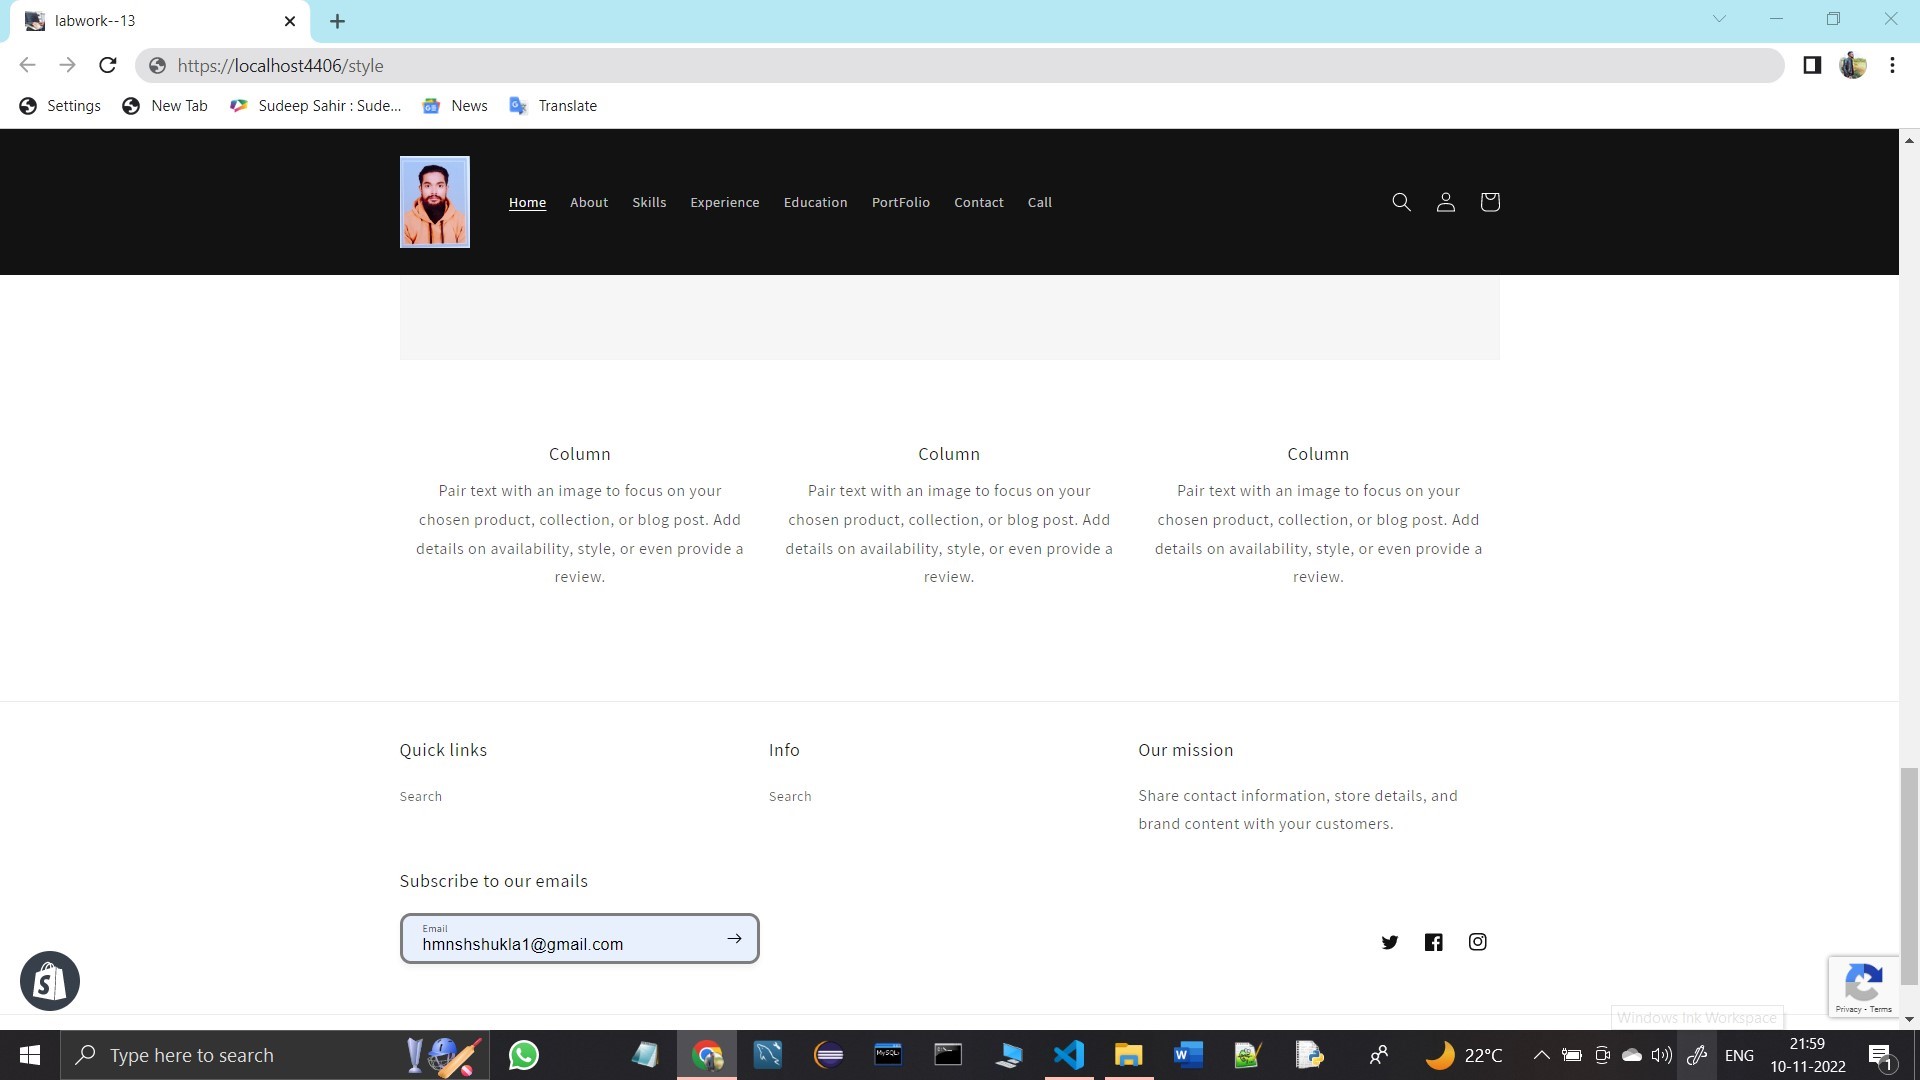 labwork--13
https://localhost4406/style
Settings New Tab Sudeep Sahir : Sude... News Translate
Home About Skills Experience Education PortFolio Contact Call
Column Column Column
Pair text with an image to focus on your Pair text with an image to focus on your Pair text with an image to focus on your
chosen product, collection, or blog post. Add chosen product, collection, or blog post. Add chosen product, collection, or blog post. Add
details on availability, style, or even provide a details on availability, style, or even provide a details on availability, style, or even provide a
review. review. review.
Quick links Info Our mission
Search Search Share contact information, store details, and
brand content with your customers.
Subscribe to our emails
Email
hmnshshukla1@gmail.com
Privacy - Terms
Windows Ink Workspace
Type here to search MySQL 22°C ENG 21:59
10-11-2022 1